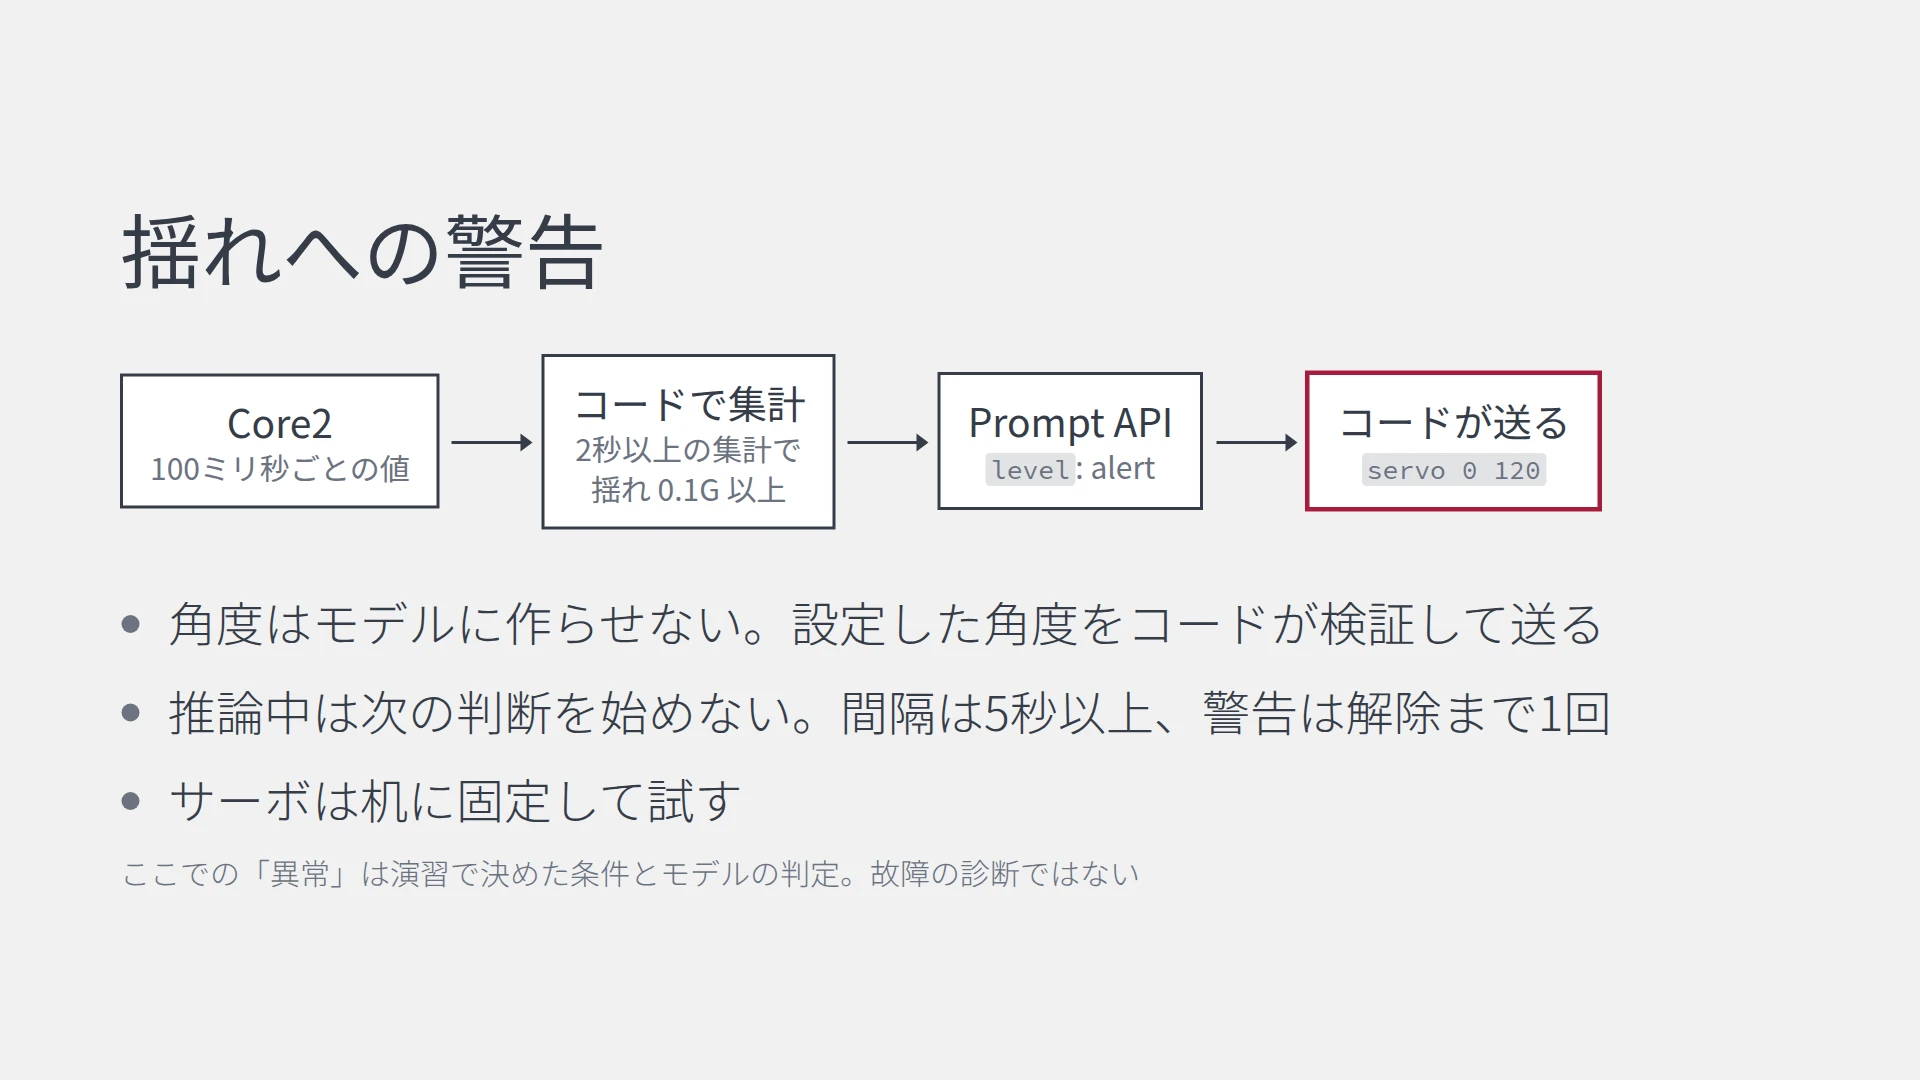 揺れへの警告
Core2
100ミリ秒ごとの値
コードで集計
2秒以上の集計で
揺れ 0.1G 以上
Prompt API
level: alert
コードが送る
servo 0 120
角度はモデルに作らせない。設定した角度をコードが検証して送る
推論中は次の判断を始めない。間隔は5秒以上、警告は解除まで1回
サーボは机に固定して試す
ここでの「異常」は演習で決めた条件とモデルの判定。故障の診断ではない